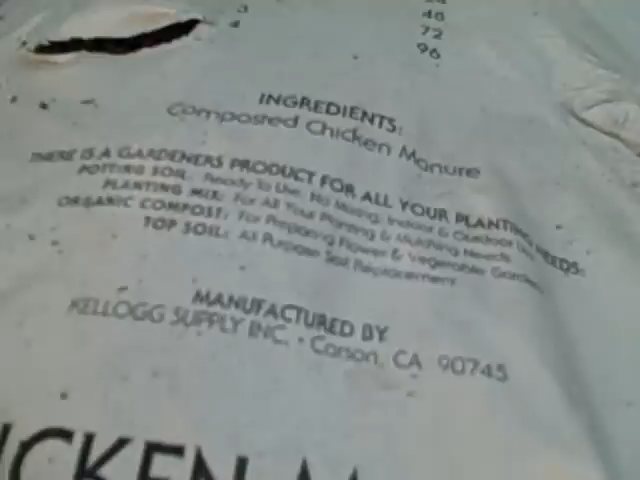 3 48
4 72
96
INGREDIENTS:
Composted Chicken Manure
THERE IS A GARDENERS PRODUCT FOR ALL YOUR PLANTING NEEDS:
POTTING SOIL: Ready To Use, No Mixing, Indoor & Outdoor Use
PLANTING MIX: For All Your Planting & Mulching Needs
ORGANIC COMPOST: For Preparing Flower & Vegetable Gardens
TOP SOIL: All Purpose Soil Replacement
MANUFACTURED BY
KELLOGG SUPPLY INC. • Carson, CA 90745
ICKEN M